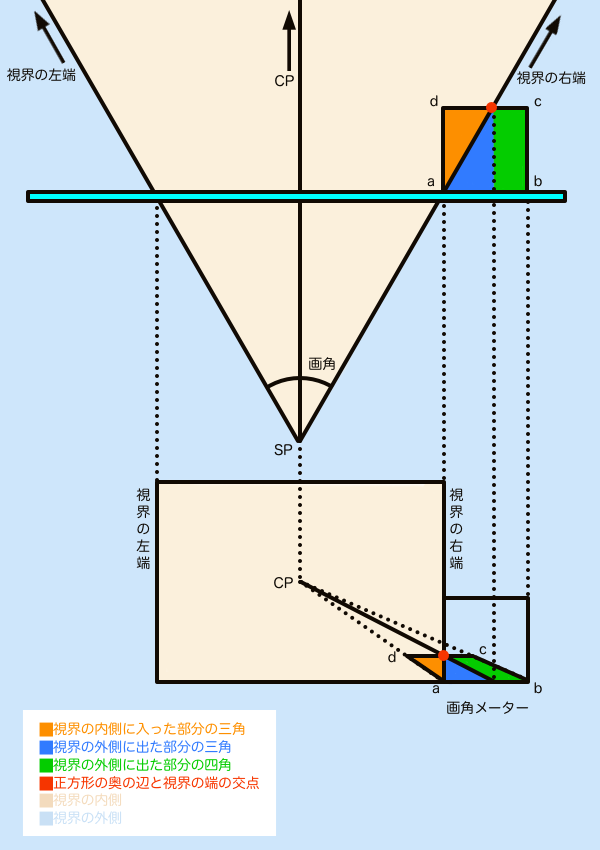 視界の左端
CP
視界の右端
d
c
a
b
画角
SP
視界の左端
視界の右端
CP
d
c
a
b
画角メーター
視界の内側に入った部分の三角
視界の外側に出た部分の三角
視界の外側に出た部分の四角
正方形の奥の辺と視界の端の交点
視界の内側
視界の外側